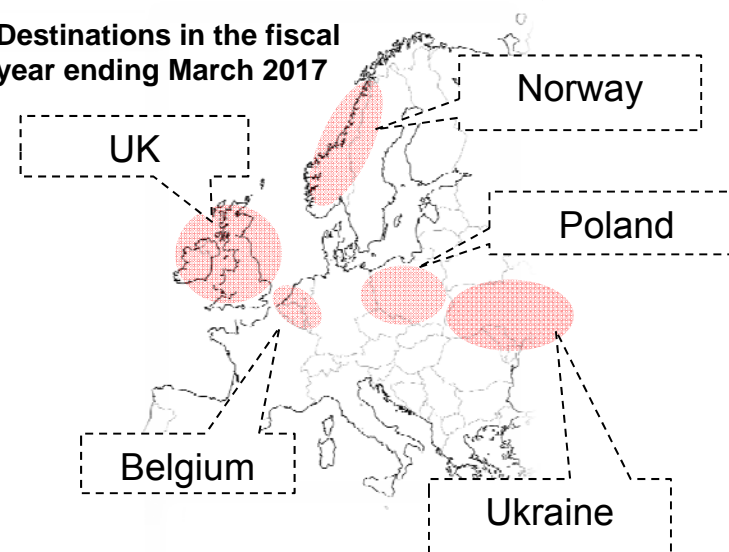 Destinations in the fiscal
year ending March 2017
Norway
UK
Poland
Belgium
Ukraine